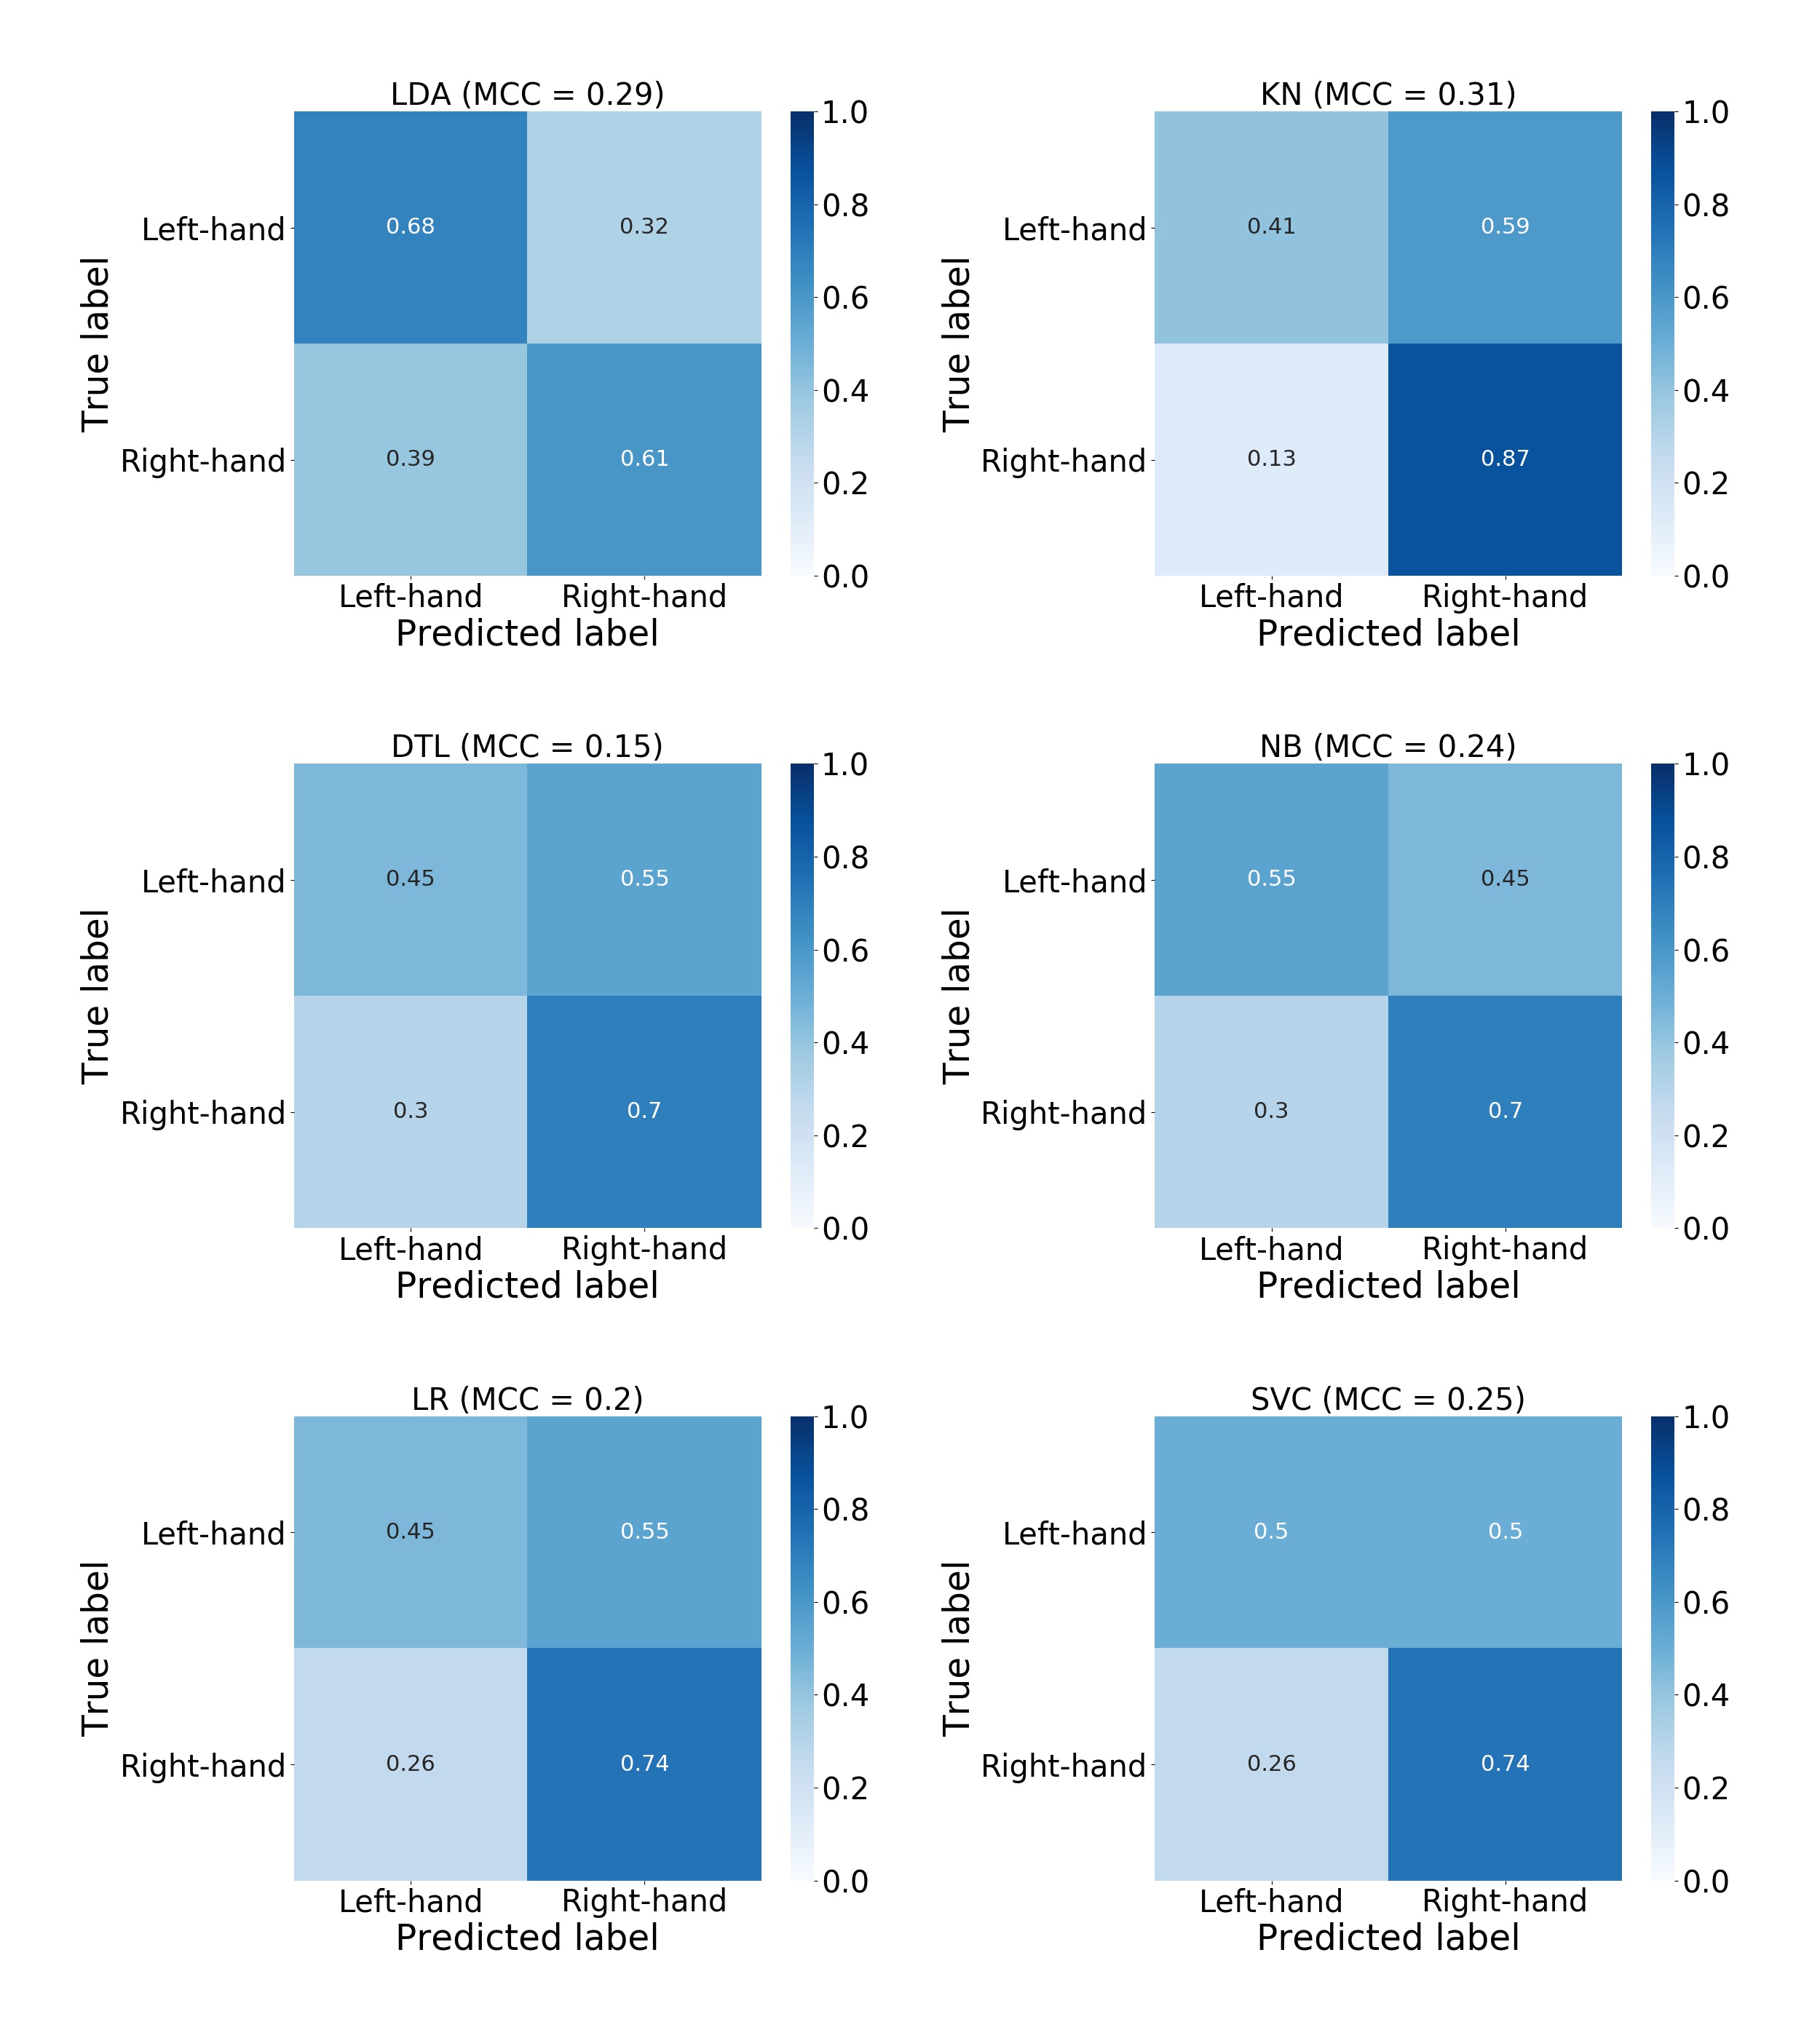 LDA (MCC = 0.29)
1.0
0.8
0.6
0.4
0.2
0.0
True label
Left-hand
0.68 0.32
Right-hand
0.39 0.61
Left-hand Right-hand
Predicted label
KN (MCC = 0.31)
1.0
0.8
0.6
0.4
0.2
0.0
True label
Left-hand
0.41 0.59
Right-hand
0.13 0.87
Left-hand Right-hand
Predicted label
DTL (MCC = 0.15)
1.0
0.8
0.6
0.4
0.2
0.0
True label
Left-hand
0.45 0.55
Right-hand
0.3 0.7
Left-hand Right-hand
Predicted label
NB (MCC = 0.24)
1.0
0.8
0.6
0.4
0.2
0.0
True label
Left-hand
0.55 0.45
Right-hand
0.3 0.7
Left-hand Right-hand
Predicted label
LR (MCC = 0.2)
1.0
0.8
0.6
0.4
0.2
0.0
True label
Left-hand
0.45 0.55
Right-hand
0.26 0.74
Left-hand Right-hand
Predicted label
SVC (MCC = 0.25)
1.0
0.8
0.6
0.4
0.2
0.0
True label
Left-hand
0.5 0.5
Right-hand
0.26 0.74
Left-hand Right-hand
Predicted label